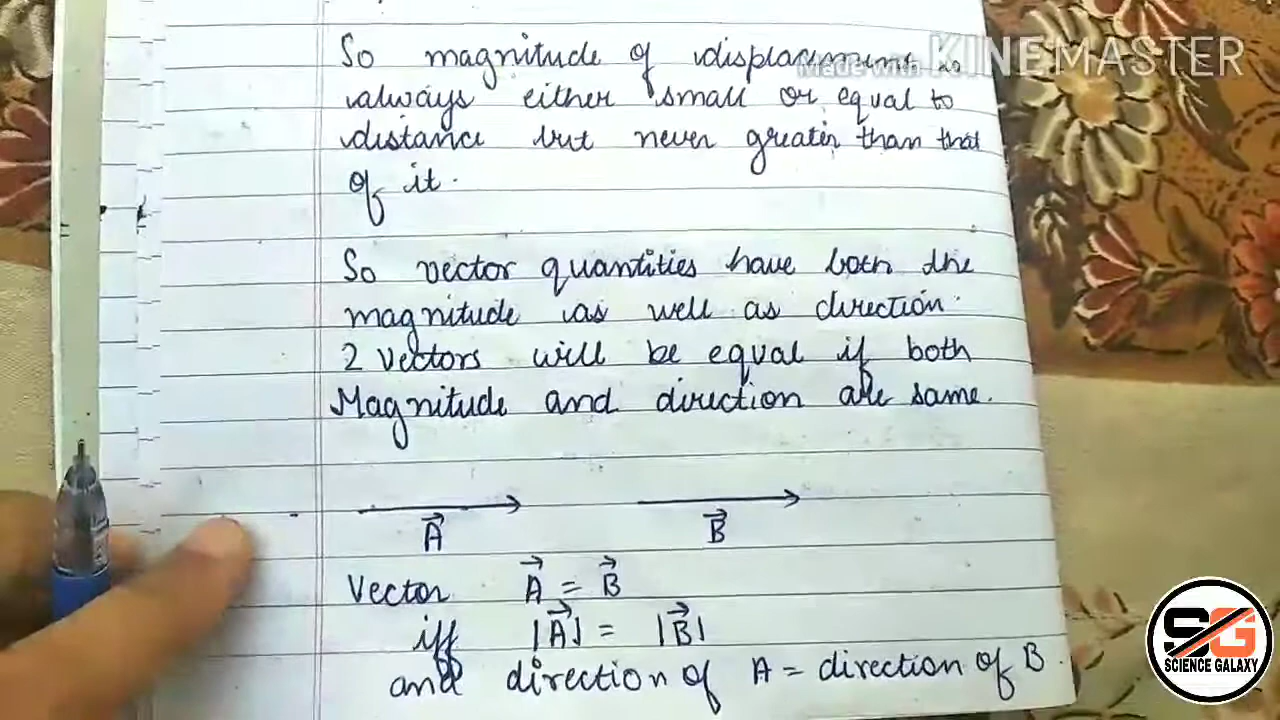 So magnitude of displacement is
always either small or equal to
distance but never greater than that
of it.
So vector quantities have both the
magnitude as well as direction.
2 vectors will be equal if both
Magnitude and direction are same.
A⃗ B⃗
Vector A⃗ = B⃗
iff |A⃗| = |B⃗|
and direction of A = direction of B.
Made with KINEMASTER
SG
SCIENCE GALAXY